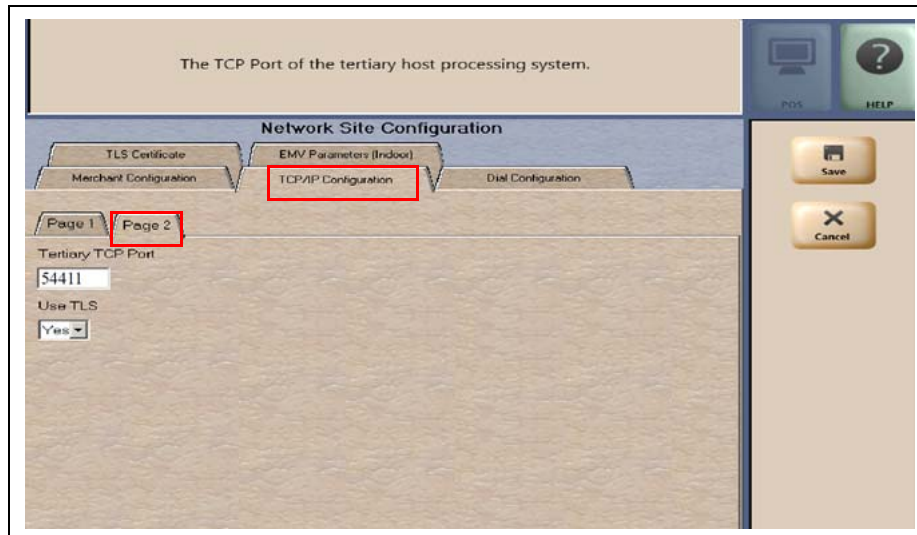 The TCP Port of the tertiary host processing system.
POS
HELP
Network Site Configuration
TLS Certificate
EMV Parameters (Indoor)
Merchant Configuration
TCP/IP Configuration
Dial Configuration
Save
Page 1
Page 2
Cancel
Tertiary TCP Port
54411
Use TLS
Yes